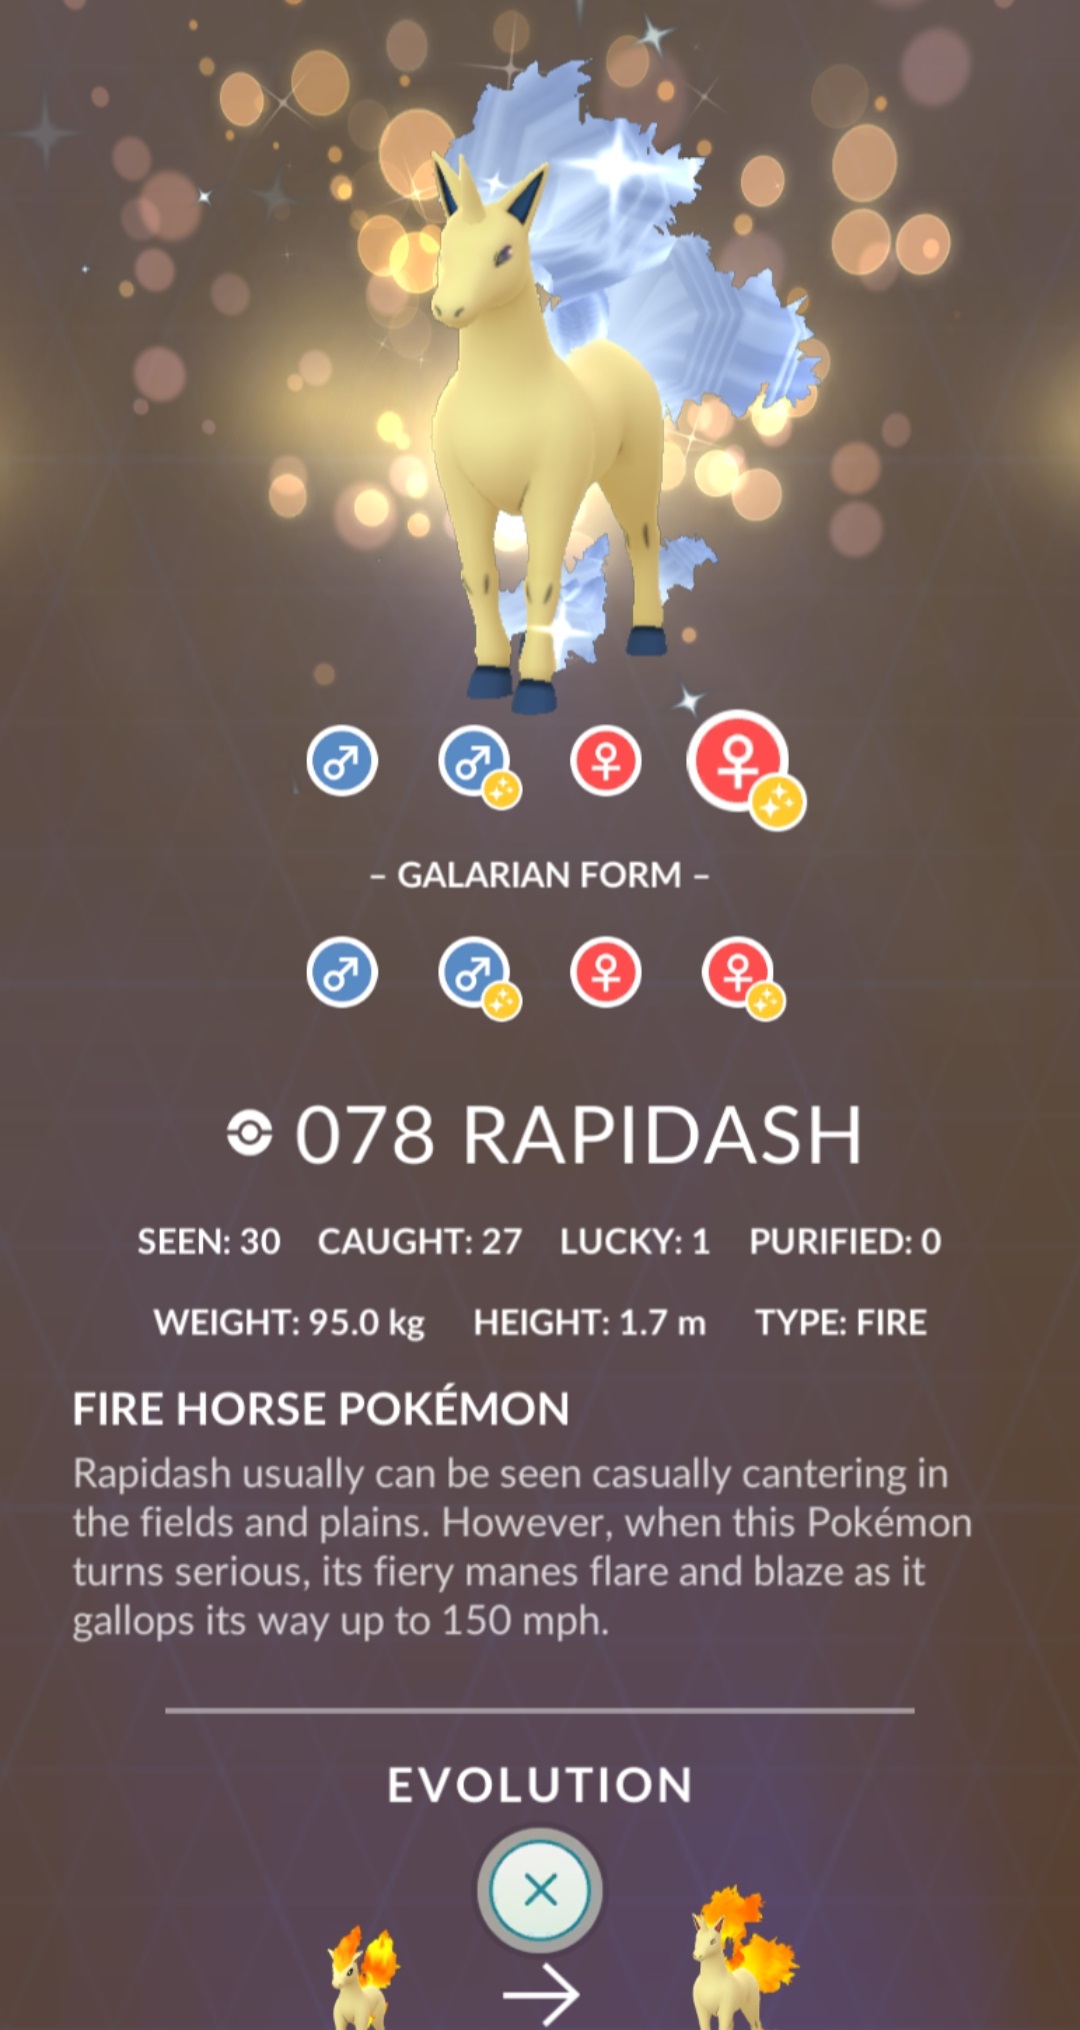 – GALARIAN FORM –
078 RAPIDASH
SEEN: 30 CAUGHT: 27 LUCKY: 1 PURIFIED: 0
WEIGHT: 95.0 kg HEIGHT: 1.7 m TYPE: FIRE
FIRE HORSE POKÉMON
Rapidash usually can be seen casually cantering in
the fields and plains. However, when this Pokémon
turns serious, its fiery manes flare and blaze as it
gallops its way up to 150 mph.
EVOLUTION